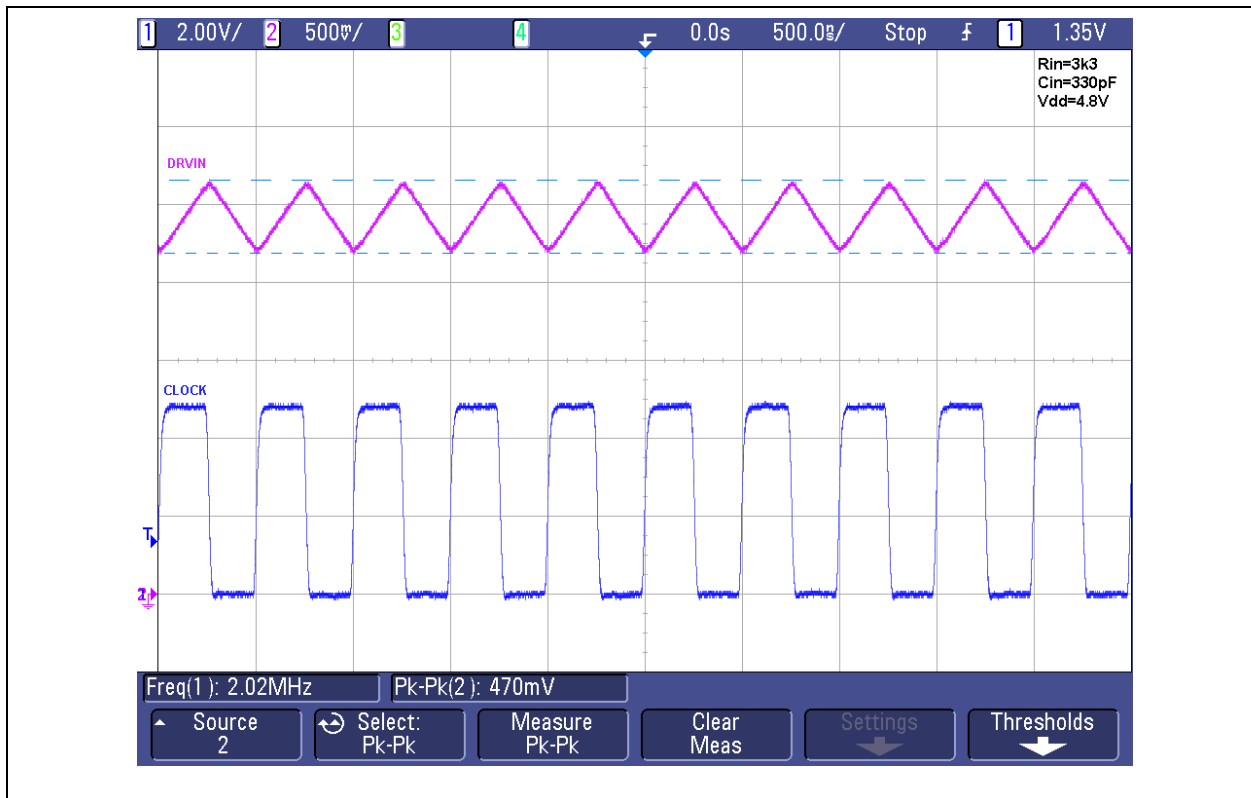 1 2.00V/ 2 500mV/ 3 4 0.0s 500.0ns/ Stop 1 1.35V
Rin=3k3
Cin=330pF
Vdd=4.8V
DRVIN
CLOCK
T
2
Freq(1): 2.02MHz Pk-Pk(2): 470mV
Source
2
Select:
Pk-Pk
Measure
Pk-Pk
Clear
Meas
Settings
Thresholds